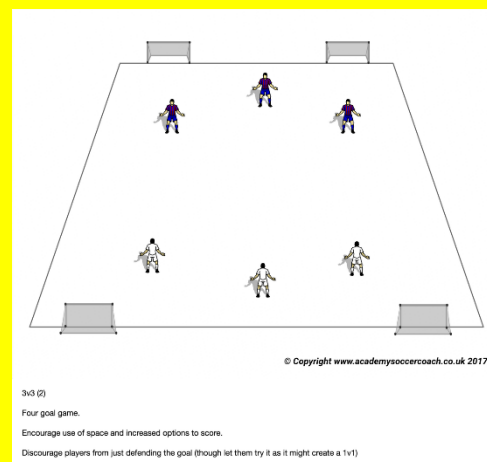 © Copyright www.academysoccercoach.co.uk 2017
3v3 (2)
Four goal game.
Encourage use of space and increased options to score.
Discourage players from just defending the goal (though let them try it as it might create a 1v1)